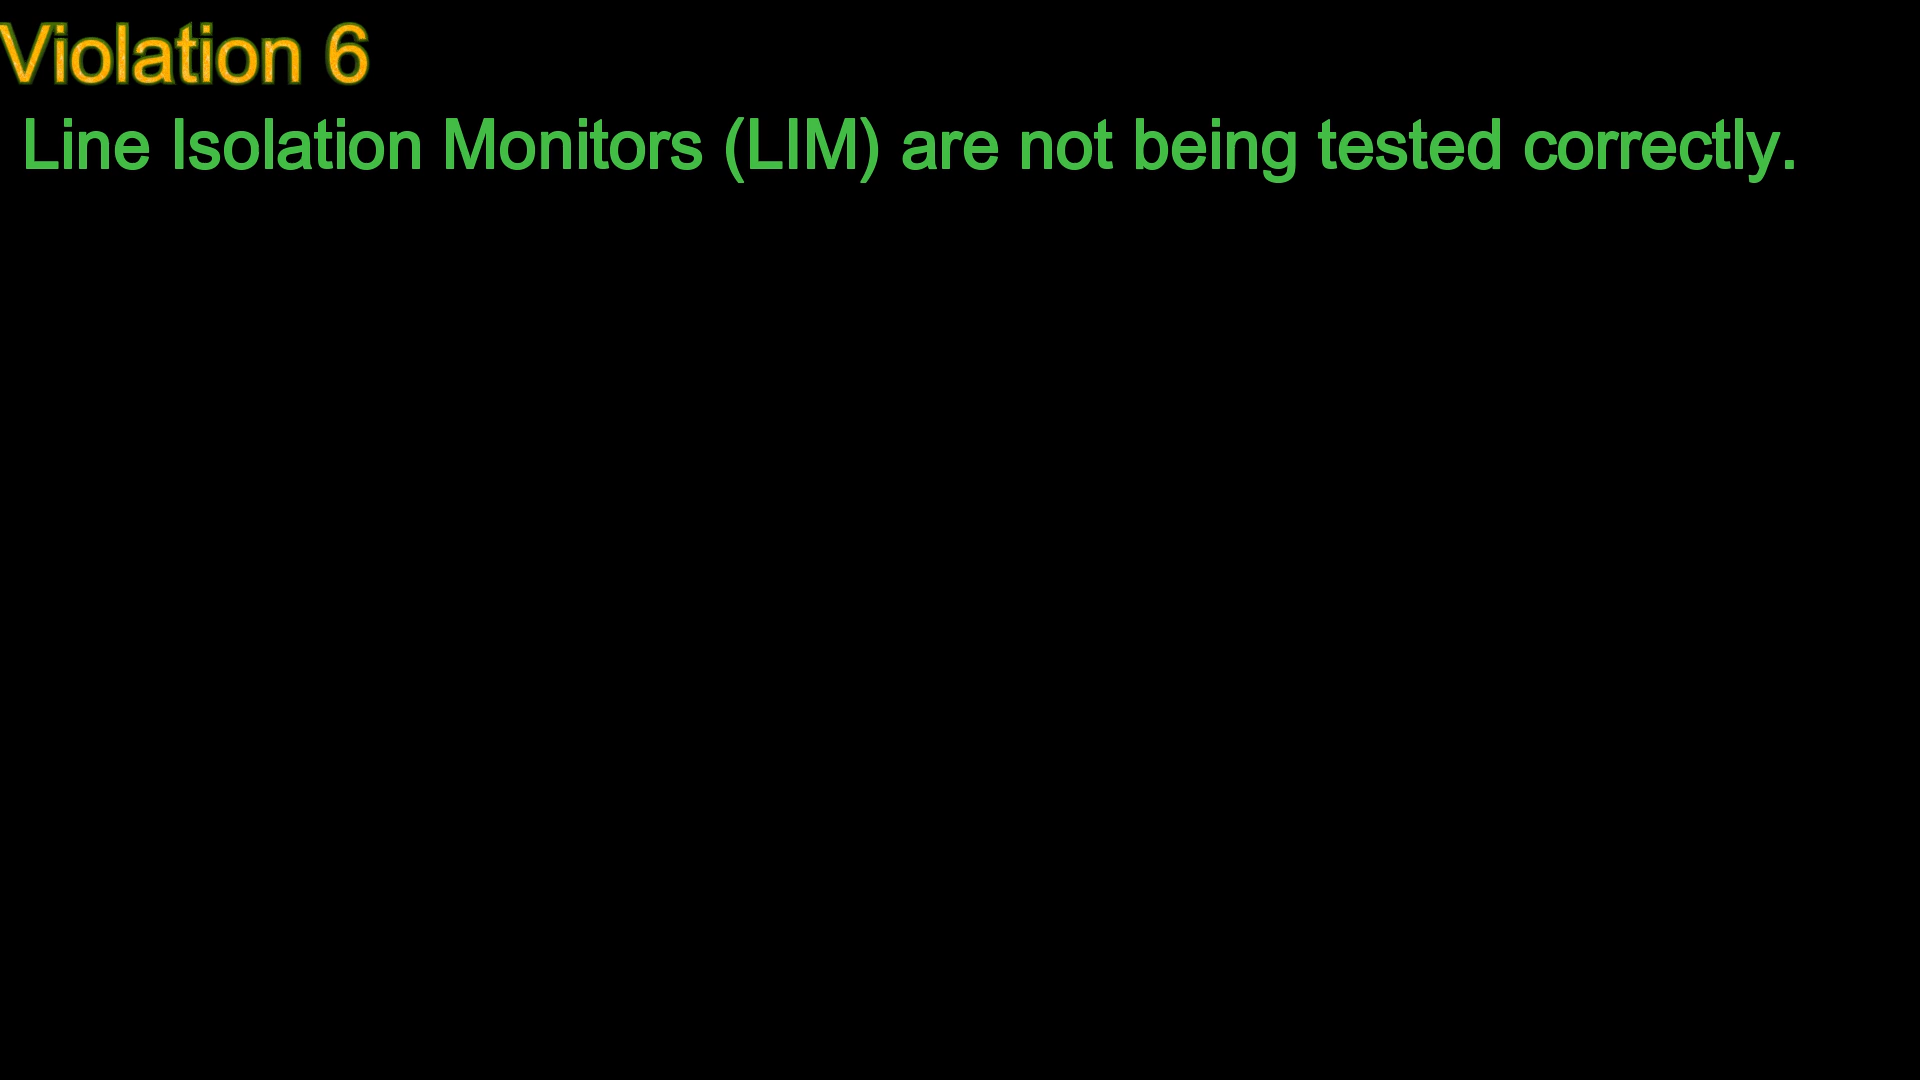 Violation 6
Line Isolation Monitors (LIM) are not being tested correctly.